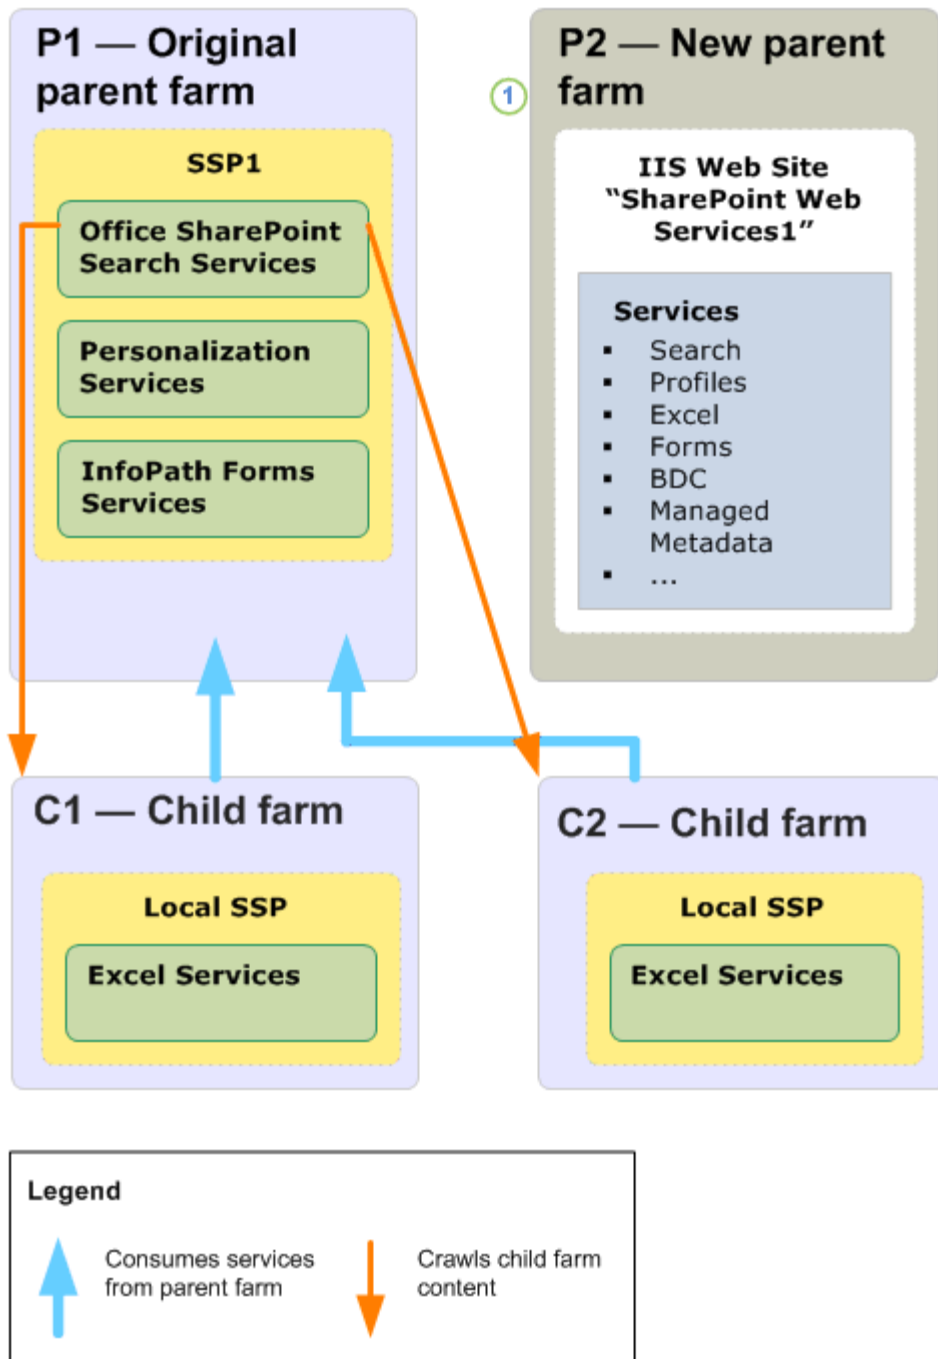 P1 — Original
parent farm
SSP1
Office SharePoint
Search Services
Personalization
Services
InfoPath Forms
Services
1
P2 — New parent
farm
IIS Web Site
“SharePoint Web
Services1”
Services
▪ Search
▪ Profiles
▪ Excel
▪ Forms
▪ BDC
▪ Managed
Metadata
▪ ...
C1 — Child farm
Local SSP
Excel Services
C2 — Child farm
Local SSP
Excel Services
Legend
Consumes services
from parent farm
Crawls child farm
content